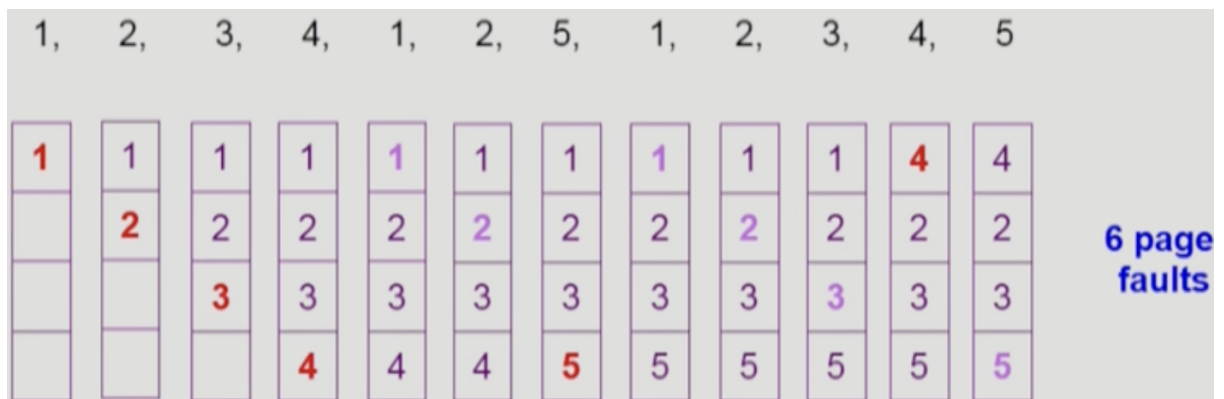 1, 2, 3, 4, 1, 2, 5, 1, 2, 3, 4, 5
1 1 1 1 1 1 1 1 1 1 4 4
2 2 2 2 2 2 2 2 2 2 2
3 3 3 3 3 3 3 3 3 3
4 4 4 5 5 5 5 5 5
6 page
faults